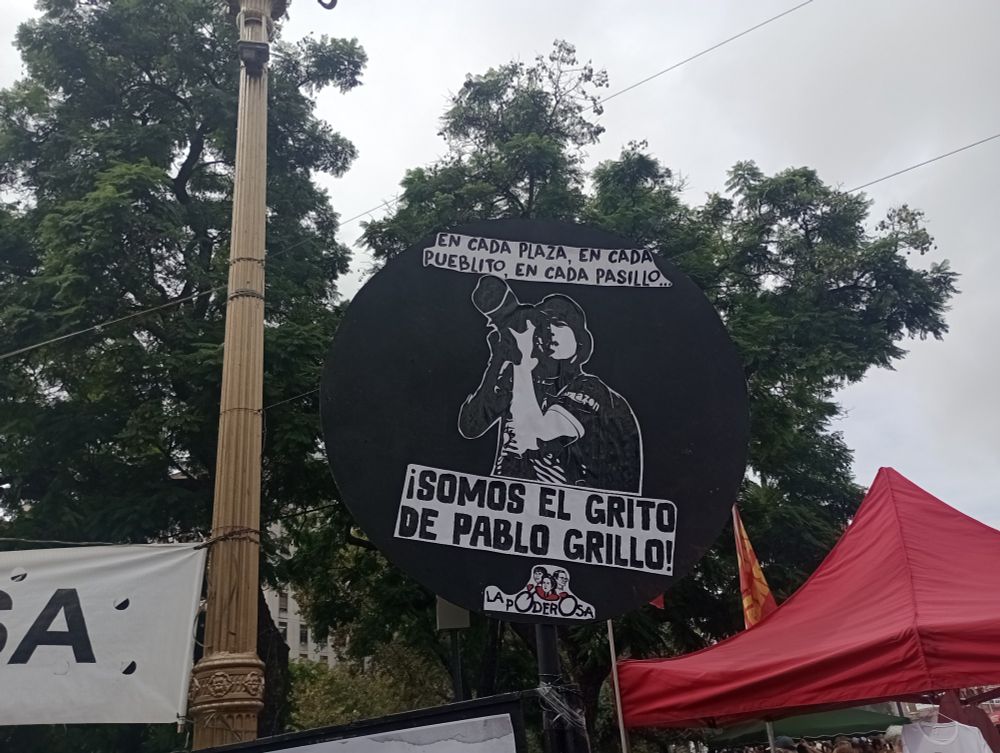 EN CADA PLAZA, EN CADA
PUEBLITO, EN CADA PASILLO...
¡SOMOS EL GRITO
DE PABLO GRILLO!
LA PODEROSA
SA